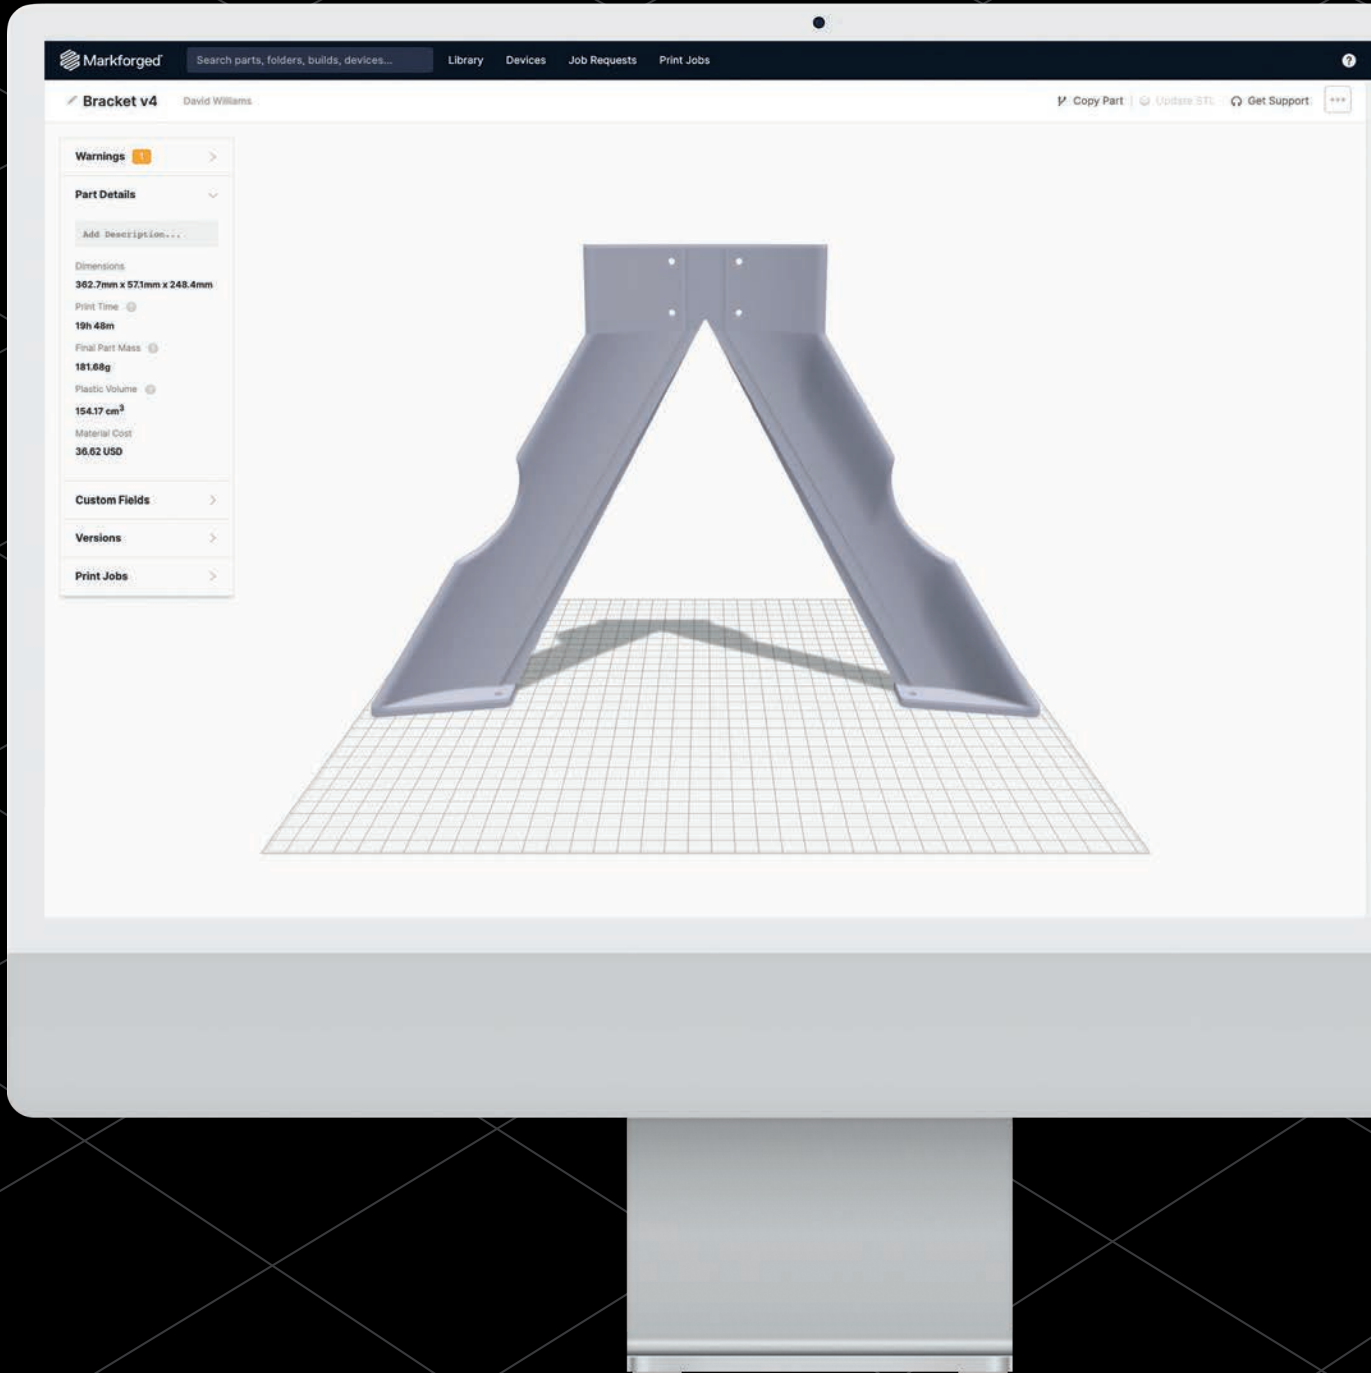 Markforged
Search parts, folders, builds, devices...
Library
Devices
Job Requests
Print Jobs
?
Bracket v4
David Williams
Copy Part
Update STL
Get Support
Warnings 1
Part Details
Add Description...
Dimensions
362.7mm x 57.1mm x 248.4mm
Print Time
19h 48m
Final Part Mass
181.68g
Plastic Volume
154.17 cm³
Material Cost
36.62 USD
Custom Fields
Versions
Print Jobs